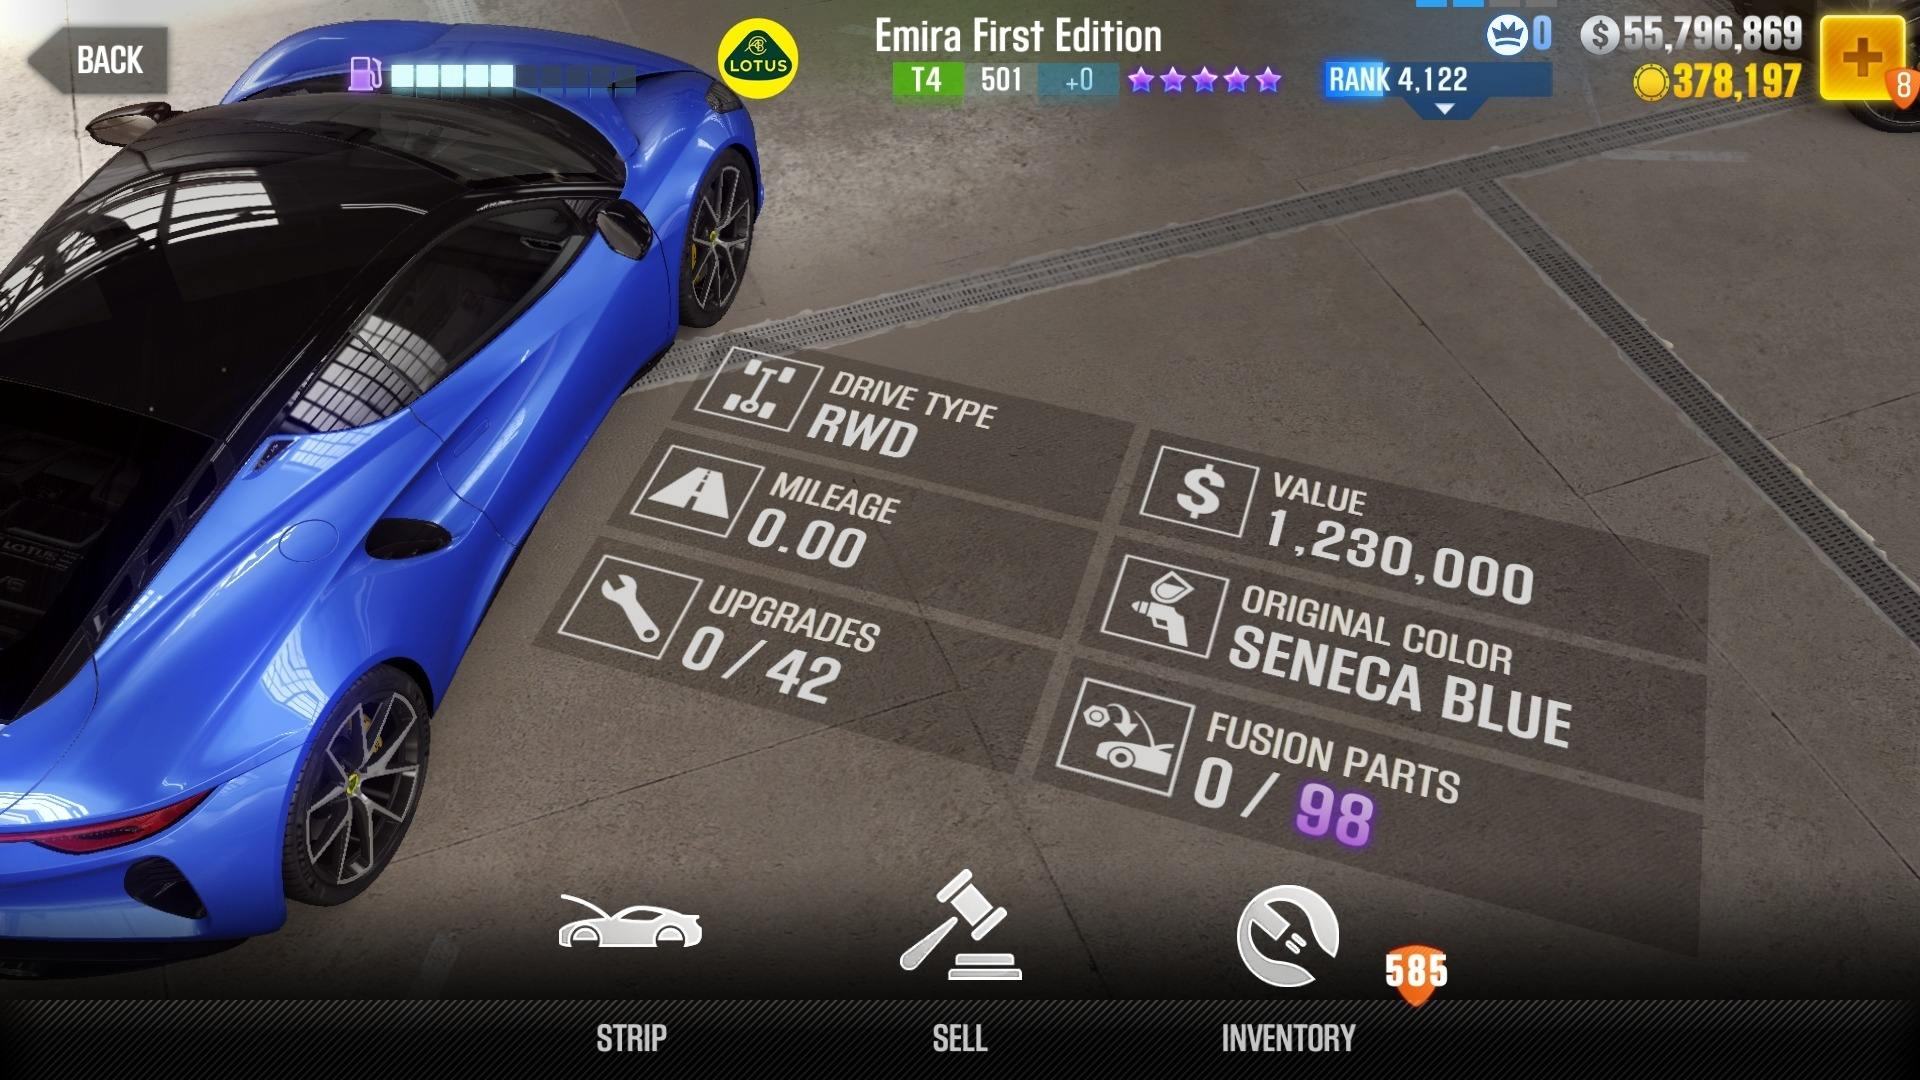 BACK
LOTUS
Emira First Edition
T4 501 +0
RANK 4,122
0
$ 55,796,869
378,197
8
DRIVE TYPE
RWD
MILEAGE
0.00
UPGRADES
0 / 42
$ VALUE
1,230,000
ORIGINAL COLOR
SENECA BLUE
FUSION PARTS
0 / 98
LOTUS
585
STRIP
SELL
INVENTORY